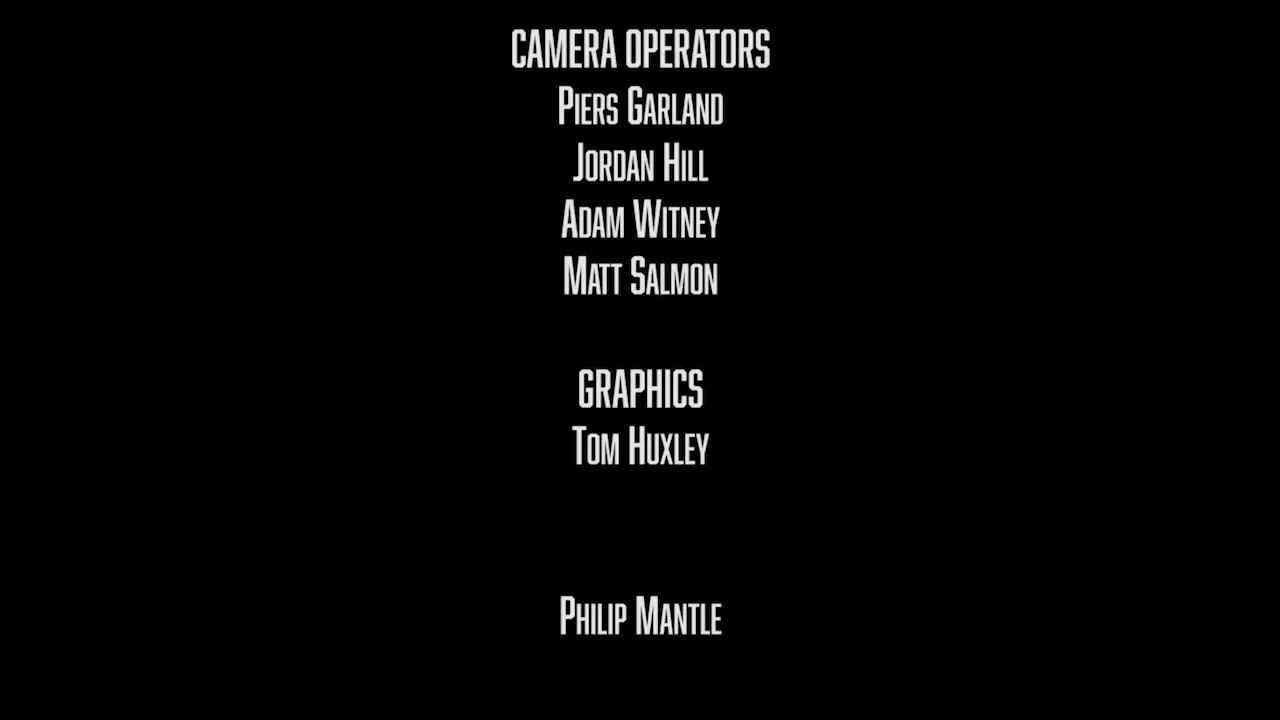 CAMERA OPERATORS
PIERS GARLAND
JORDAN HILL
ADAM WITNEY
MATT SALMON
GRAPHICS
TOM HUXLEY
PHILIP MANTLE